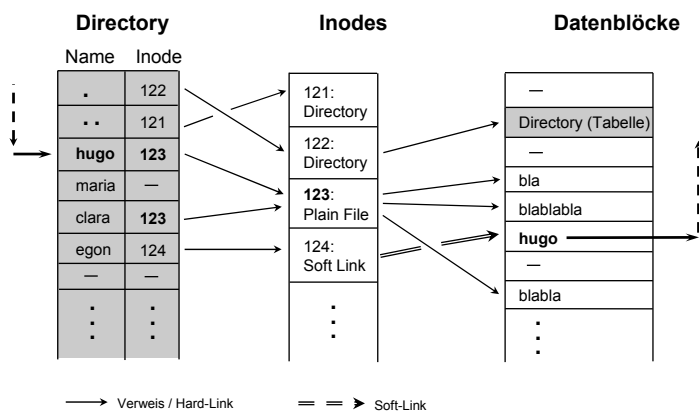 Directory
Inodes
Datenblöcke
Name Inode
. 122
. . 121
hugo 123
maria —
clara 123
egon 124
— —
121:
Directory
122:
Directory
123:
Plain File
124:
Soft Link
—
Directory (Tabelle)
—
bla
blablabla
hugo
—
blabla
Verweis / Hard-Link
Soft-Link